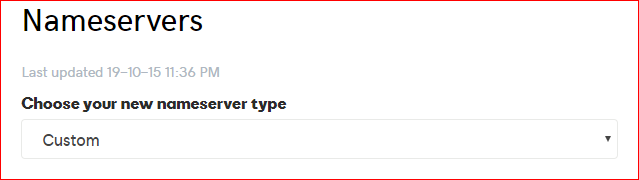 Nameservers
Last updated 19-10-15 11:36 PM
Choose your new nameserver type
Custom